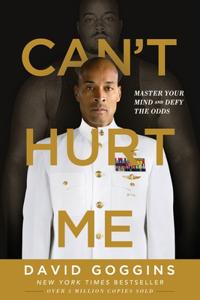 CAN'T
MASTER YOUR
MIND AND DEFY
THE ODDS
HURT
ME
DAVID GOGGINS
NEW YORK TIMES BESTSELLER
OVER 5 MILLION COPIES SOLD